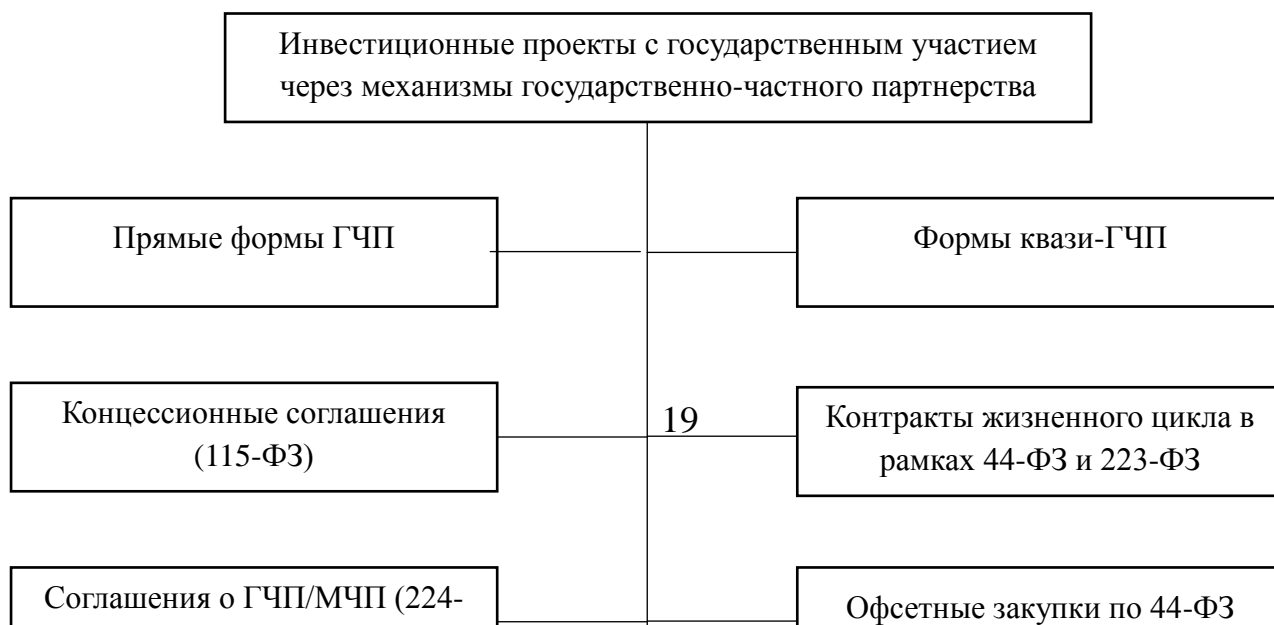 Инвестиционные проекты с государственным участием
через механизмы государственно-частного партнерства
Прямые формы ГЧП
Формы квази-ГЧП
Концессионные соглашения
(115-ФЗ)
19
Контракты жизненного цикла в
рамках 44-ФЗ и 223-ФЗ
Соглашения о ГЧП/МЧП (224-
Офсетные закупки по 44-ФЗ